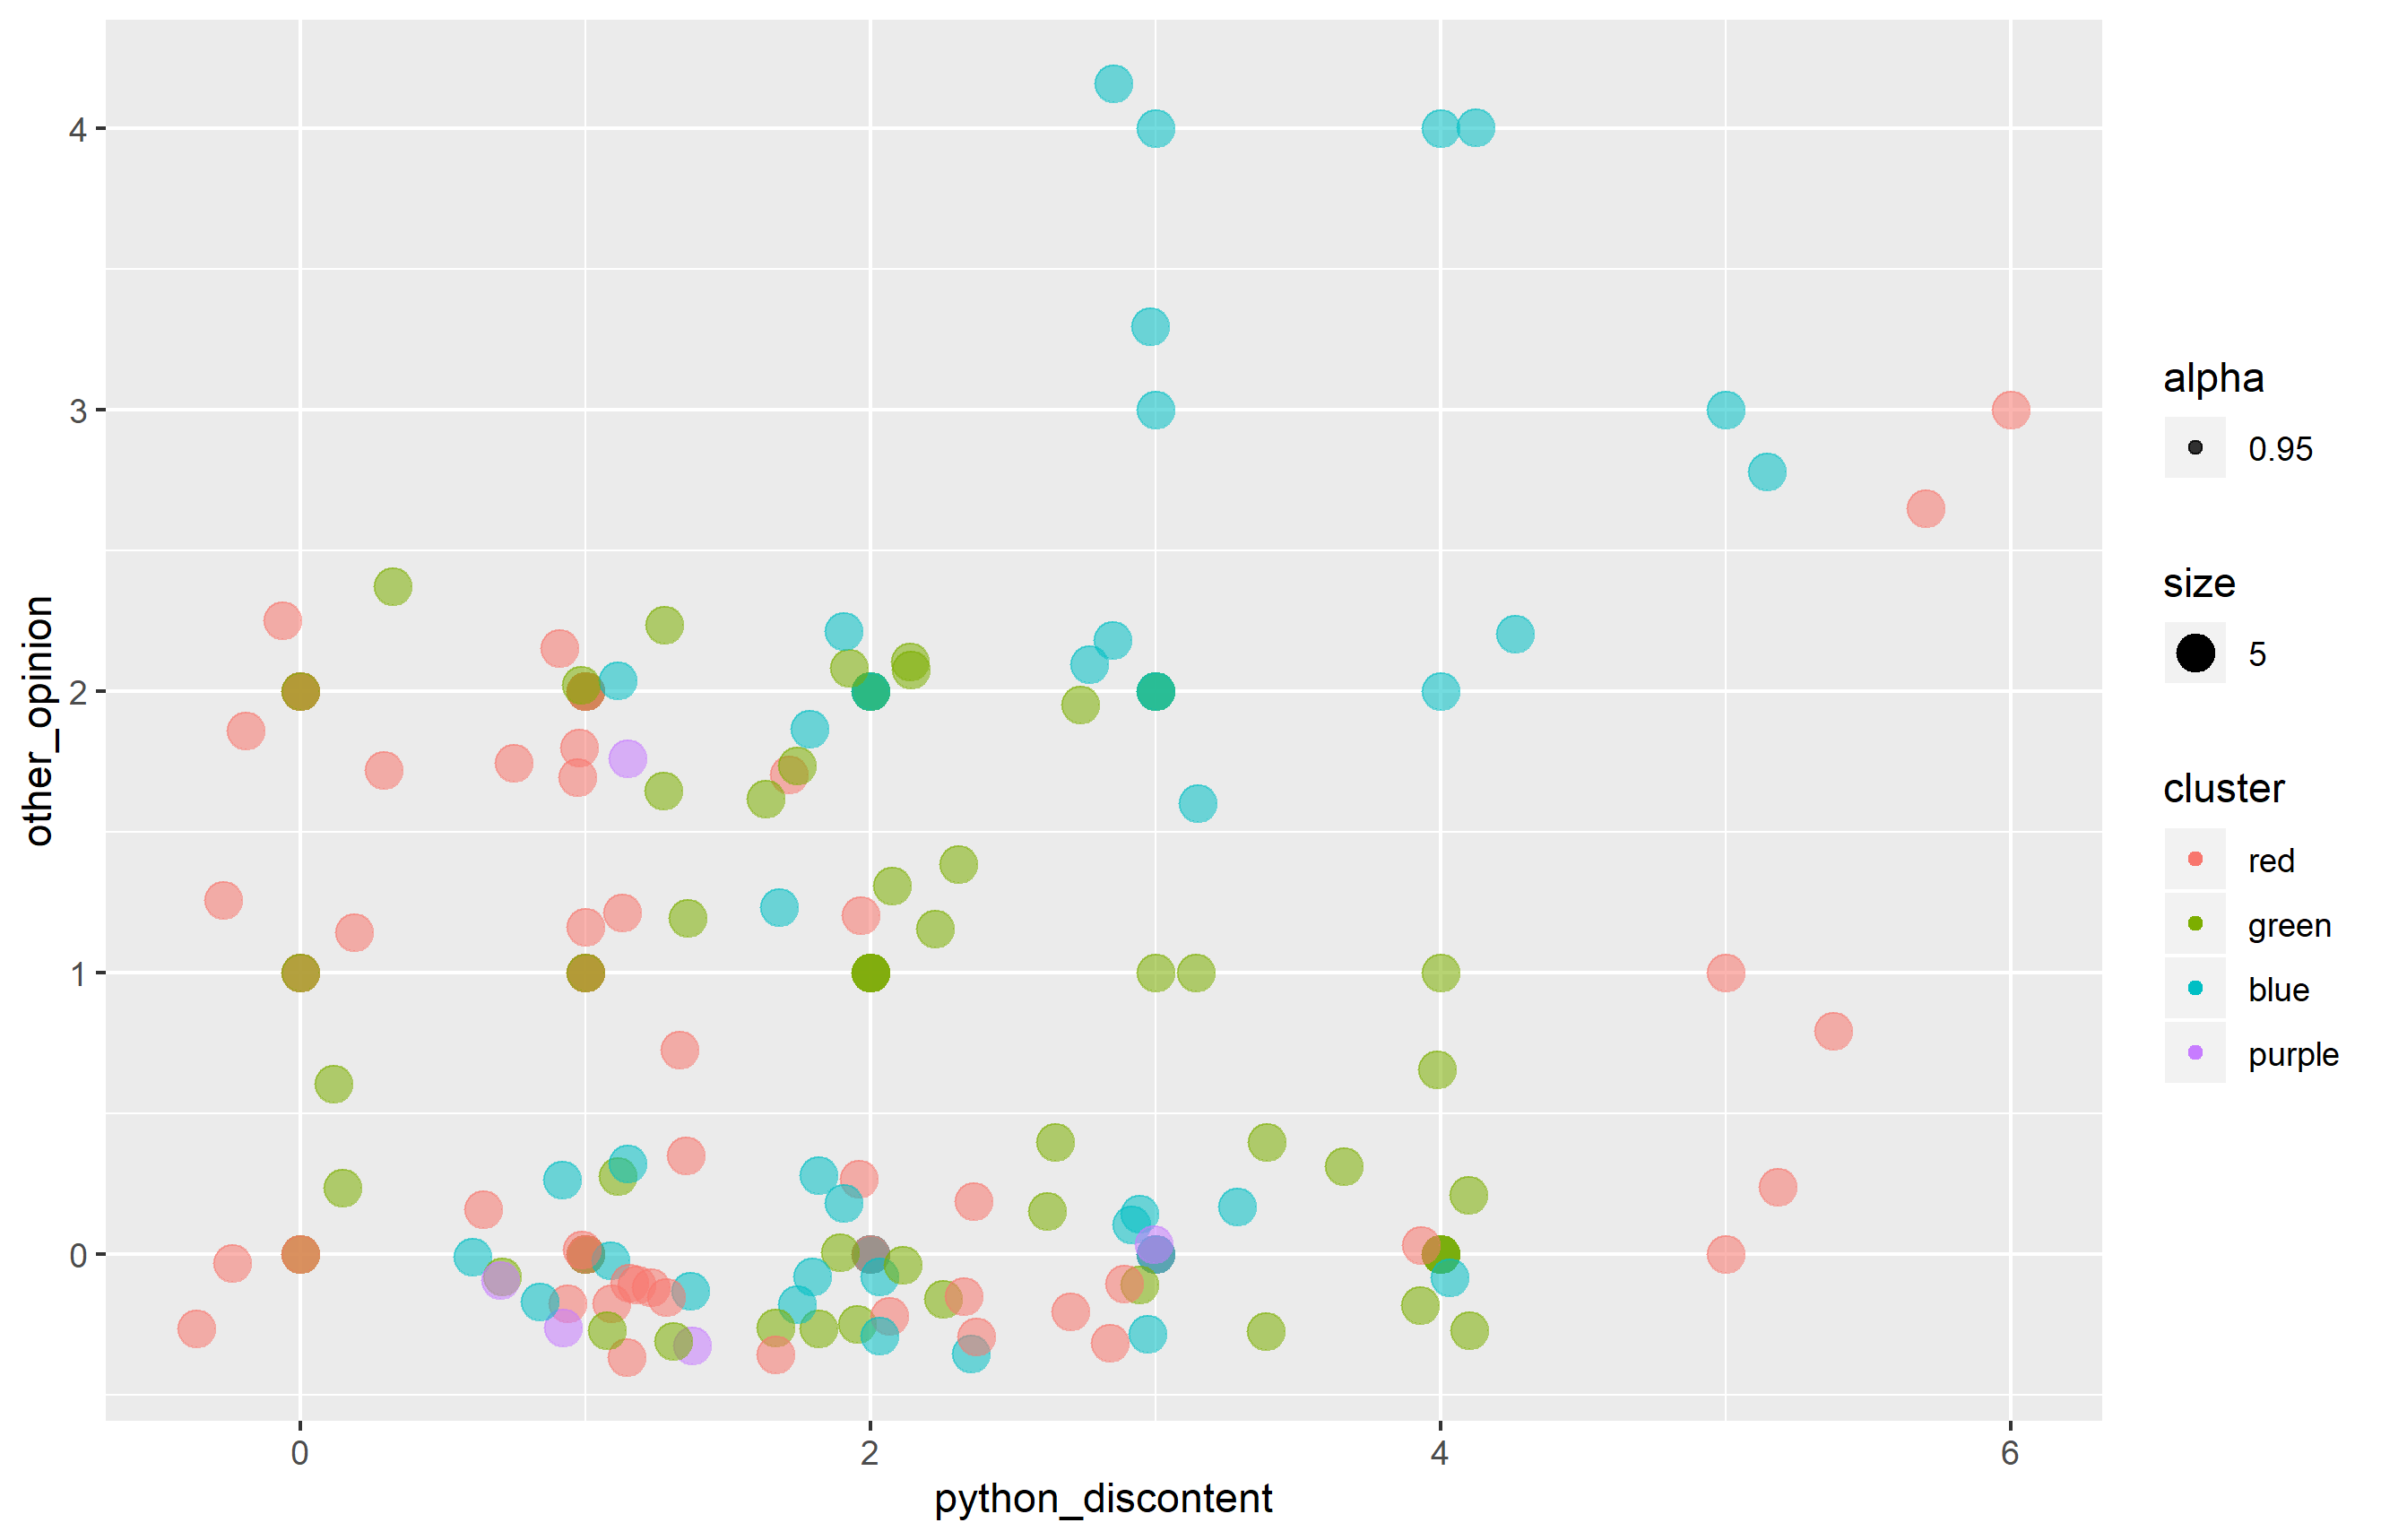 4
3
2
1
0
other_opinion
0
2
4
6
python_discontent
alpha
0.95
size
5
cluster
red
green
blue
purple